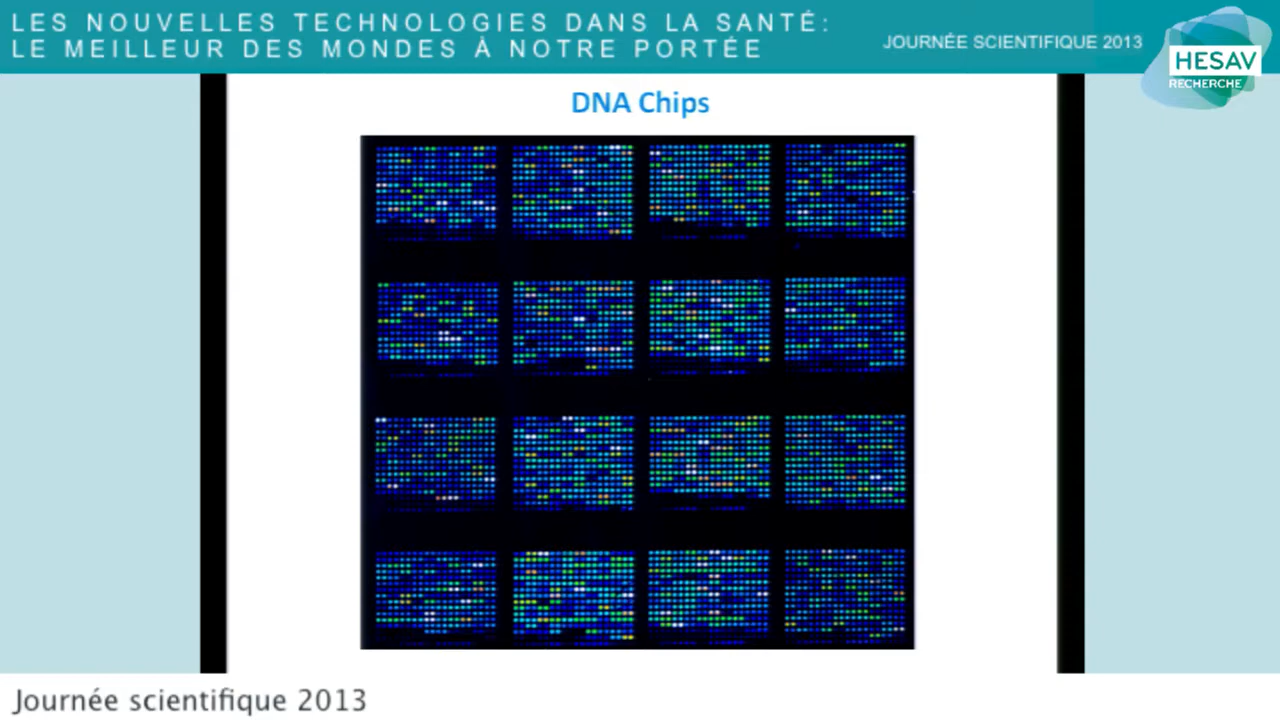 LES NOUVELLES TECHNOLOGIES DANS LA SANTÉ:
LE MEILLEUR DES MONDES À NOTRE PORTÉE
JOURNÉE SCIENTIFIQUE 2013
HESAV
RECHERCHE
DNA Chips
Journée scientifique 2013